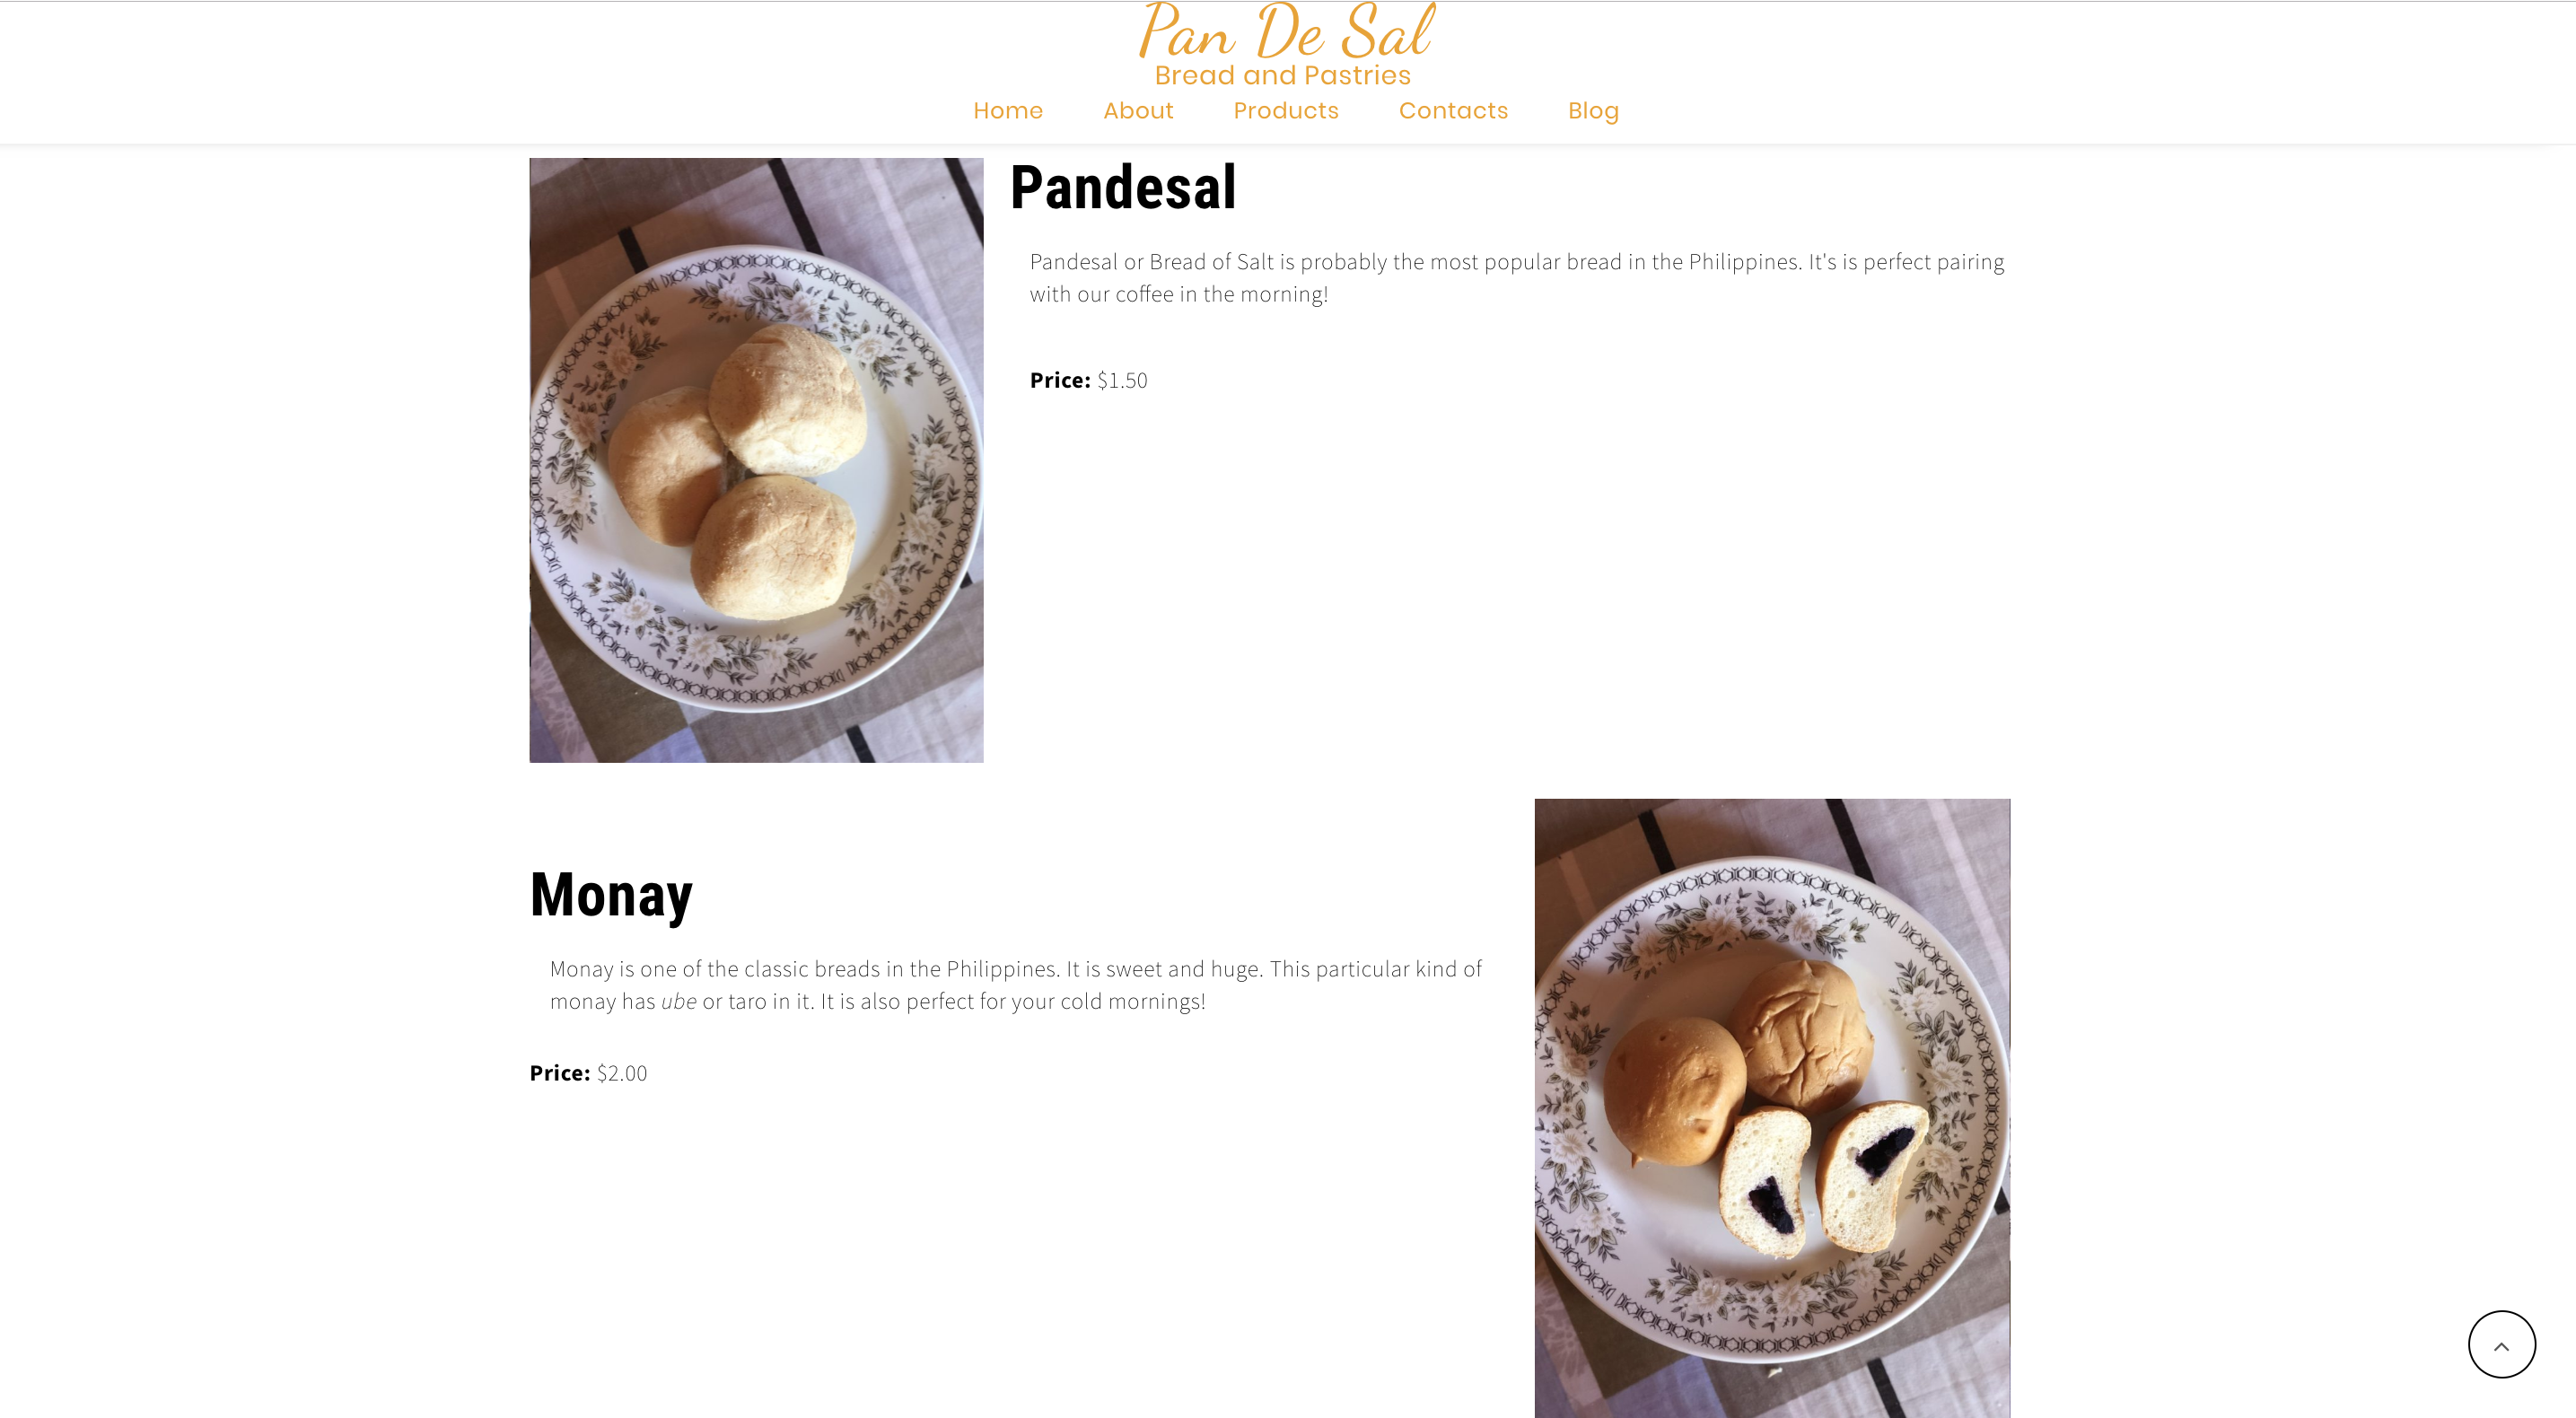 Pan De Sal
Bread and Pastries
Home About Products Contacts Blog
Pandesal
Pandesal or Bread of Salt is probably the most popular bread in the Philippines. It's is perfect pairing
with our coffee in the morning!
Price: $1.50
Monay
Monay is one of the classic breads in the Philippines. It is sweet and huge. This particular kind of
monay has ube or taro in it. It is also perfect for your cold mornings!
Price: $2.00